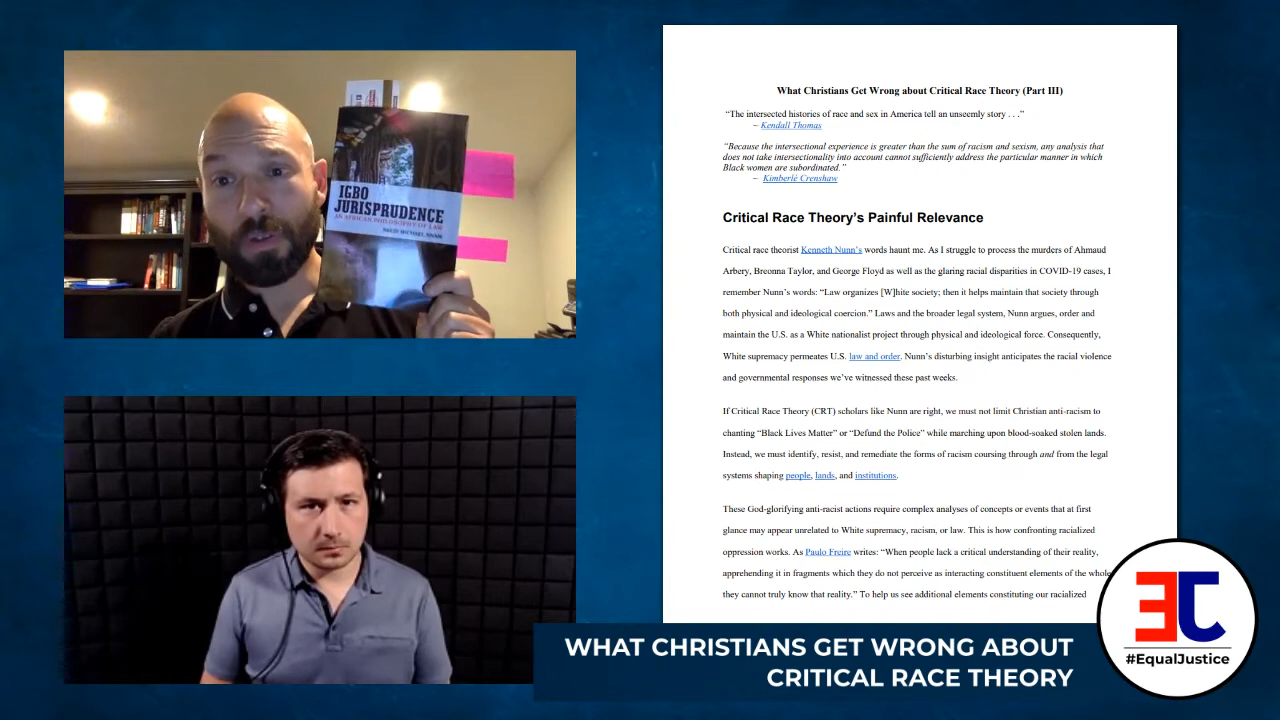 IGBO
JURISPRUDENCE
AN AFRICAN PHILOSOPHY OF LAW
What Christians Get Wrong about Critical Race Theory (Part III)
“The intersected histories of race and sex in America tell an unseemly story . . .”
– Kendall Thomas
“Because the intersectional experience is greater than the sum of racism and sexism, any analysis that
does not take intersectionality into account cannot sufficiently address the particular manner in which
Black women are subordinated.”
– Kimberlé Crenshaw
Critical Race Theory’s Painful Relevance
Critical race theorist Kenneth Nunn’s words haunt me. As I struggle to process the murders of Ahmaud
Arbery, Breonna Taylor, and George Floyd as well as the glaring racial disparities in COVID-19 cases, I
remember Nunn’s words: “Law organizes [W]hite society; then it helps maintain that society through
both physical and ideological coercion.” Laws and the broader legal system, Nunn argues, order and
maintain the U.S. as a White nationalist project through physical and ideological force. Consequently,
White supremacy permeates U.S. law and order. Nunn’s disturbing insight anticipates the racial violence
and governmental responses we’ve witnessed these past weeks.
If Critical Race Theory (CRT) scholars like Nunn are right, we must not limit Christian anti-racism to
chanting “Black Lives Matter” or “Defund the Police” while marching upon blood-soaked stolen lands.
Instead, we must identify, resist, and remediate the forms of racism coursing through and from the legal
systems shaping people, lands, and institutions.
These God-glorifying anti-racist actions require complex analyses of concepts or events that at first
glance may appear unrelated to White supremacy, racism, or law. This is how confronting racialized
oppression works. As Paulo Freire writes: “When people lack a critical understanding of their reality,
apprehending it in fragments which they do not perceive as interacting constituent elements of the whole
they cannot truly know that reality.” To help us see additional elements constituting our racialized
WHAT CHRISTIANS GET WRONG ABOUT
CRITICAL RACE THEORY
EJ
#EqualJustice